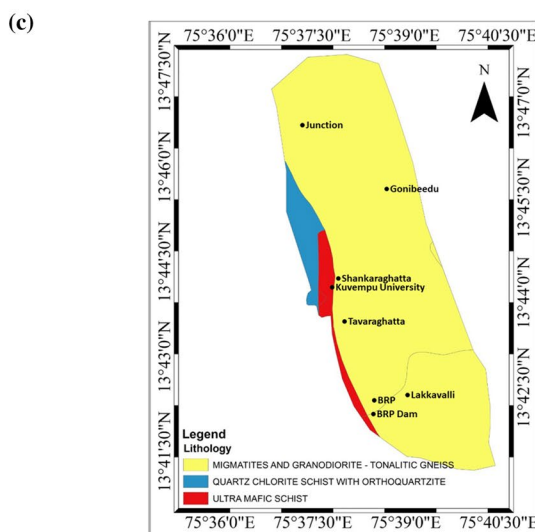 (c)
75°36'0"E 75°37'30"E 75°39'0"E 75°40'30"E
13°47'30"N
13°46'0"N
13°44'30"N
13°43'0"N
13°41'30"N
N
13°47'0"N
13°45'30"N
13°44'0"N
13°42'30"N
Junction
Gonibeedu
Shankaraghatta
Kuvempu University
Tavaraghatta
BRP
Lakkavalli
BRP Dam
Legend
Lithology
MIGMATITES AND GRANODIORITE - TONALITIC GNEISS
QUARTZ CHLORITE SCHIST WITH ORTHOQUARTZITE
ULTRA MAFIC SCHIST
75°36'0"E 75°37'30"E 75°39'0"E 75°40'30"E